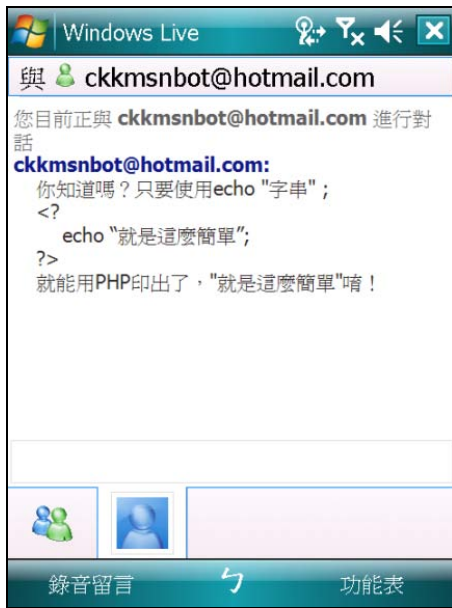 Windows Live
與 ckkmsnbot@hotmail.com
您目前正與 ckkmsnbot@hotmail.com 進行對
話
ckkmsnbot@hotmail.com:
你知道嗎？只要使用echo "字串" ;
<?
echo “就是這麼簡單”;
?>
就能用PHP印出了，"就是這麼簡單"唷！
錄音留言 ㄅ 功能表